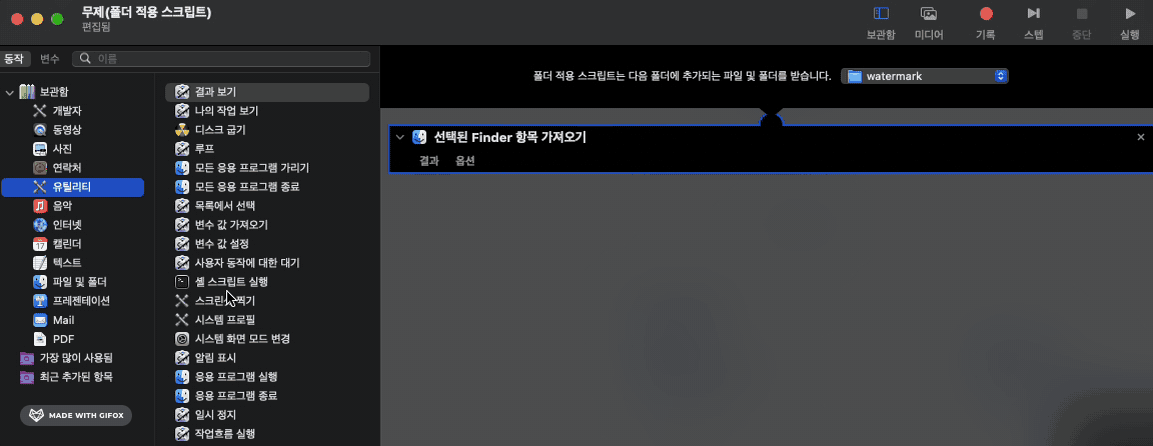 무제(폴더 적용 스크립트)
편집됨
보관함
미디어
기록
스텝
중단
실행
동작
변수
이름
폴더 적용 스크립트는 다음 폴더에 추가되는 파일 및 폴더를 받습니다.
watermark
보관함
개발자
동영상
사진
연락처
유틸리티
음악
인터넷
캘린더
17
텍스트
파일 및 폴더
프레젠테이션
Mail
PDF
가장 많이 사용됨
최근 추가된 항목
MADE WITH GIFOX
결과 보기
나의 작업 보기
디스크 굽기
루프
모든 응용 프로그램 가리기
모든 응용 프로그램 종료
목록에서 선택
변수 값 가져오기
변수 값 설정
사용자 동작에 대한 대기
셸 스크립트 실행
스크린 찍기
시스템 프로필
시스템 화면 모드 변경
알림 표시
응용 프로그램 실행
응용 프로그램 종료
일시 정지
작업흐름 실행
선택된 Finder 항목 가져오기
결과
옵션